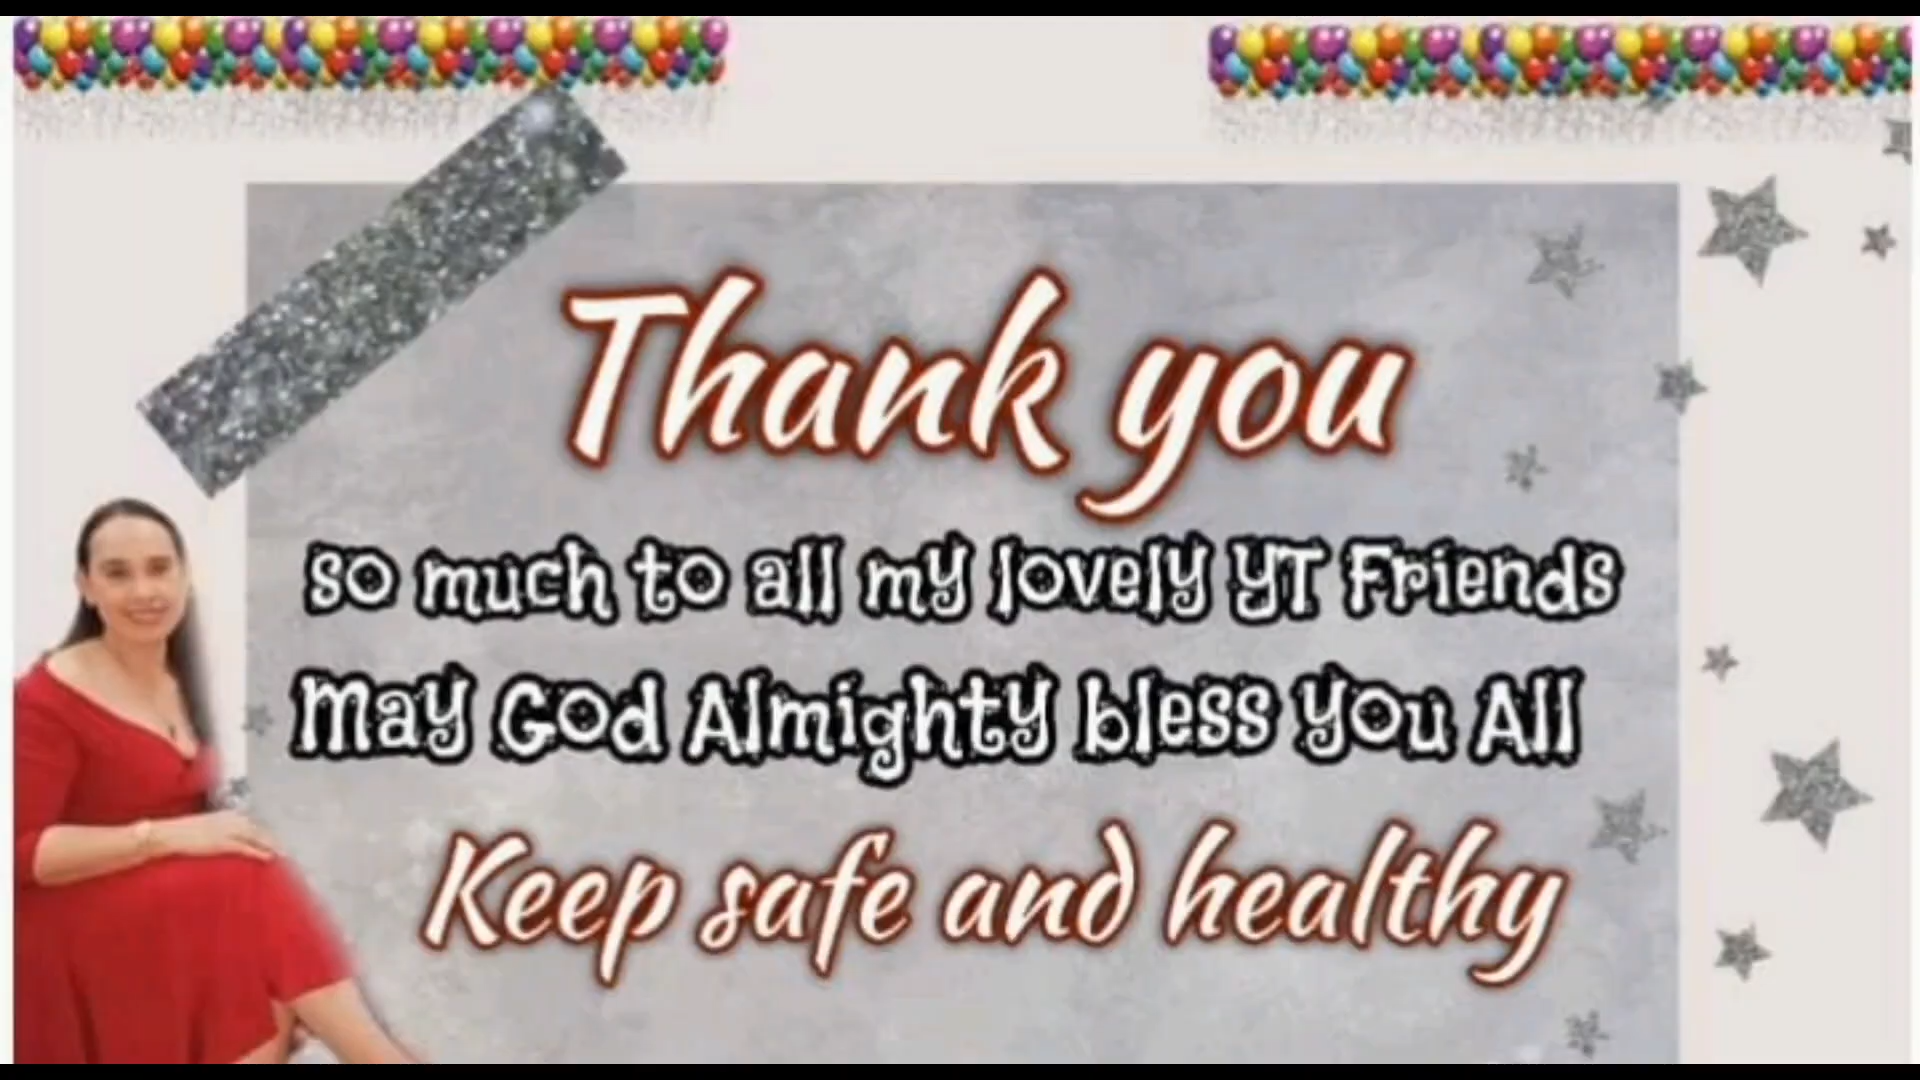 Thank you
so much to all my lovely YT Friends
May God Almighty bless you All
Keep safe and healthy